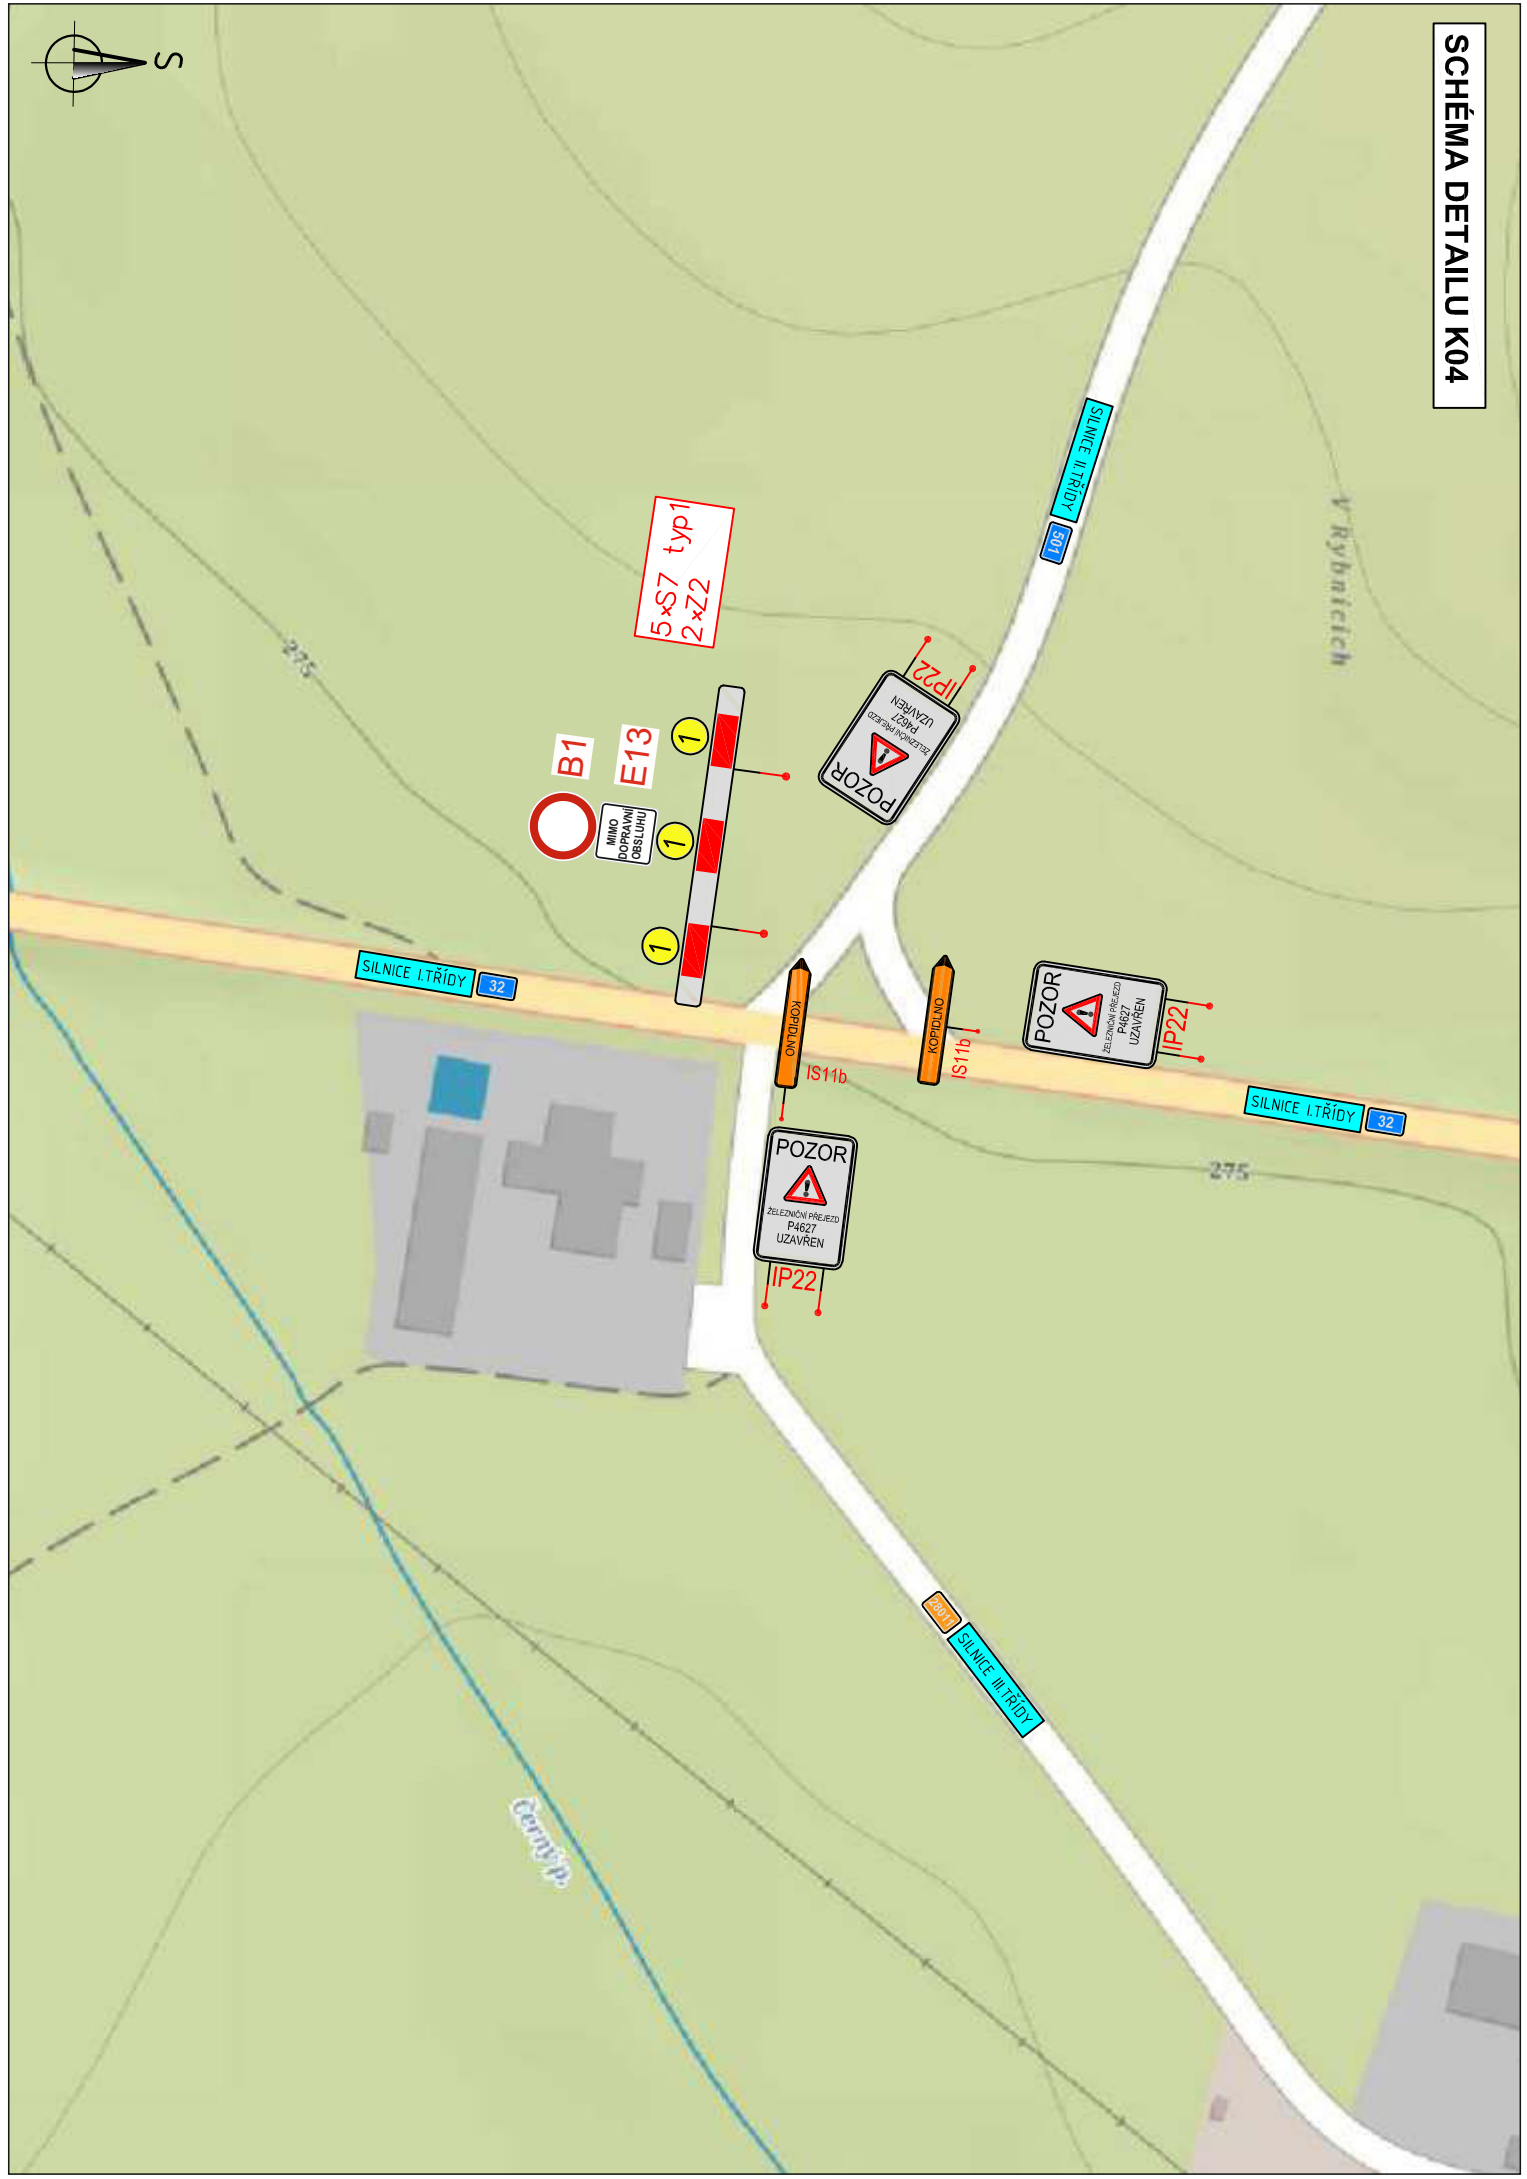 SCHÉMA DETAILU K04
S
SILNICE II.TŘÍDY
501
V Rybnících
5×S7 typ1
2×Z2
275
B1
E13
MIMO
DOPRAVNÍ
OBSLUHU
1
1
1
POZOR
ŽELEZNIČNÍ PŘEJEZD
P4627
UZAVŘEN
IP22
SILNICE I.TŘÍDY
32
KOPIDLNO
IS11b
KOPIDLNO
IS11b
POZOR
ŽELEZNIČNÍ PŘEJEZD
P4627
UZAVŘEN
IP22
SILNICE I.TŘÍDY
32
POZOR
ŽELEZNIČNÍ PŘEJEZD
P4627
UZAVŘEN
IP22
275
28011
SILNICE III.TŘÍDY
Černý p.